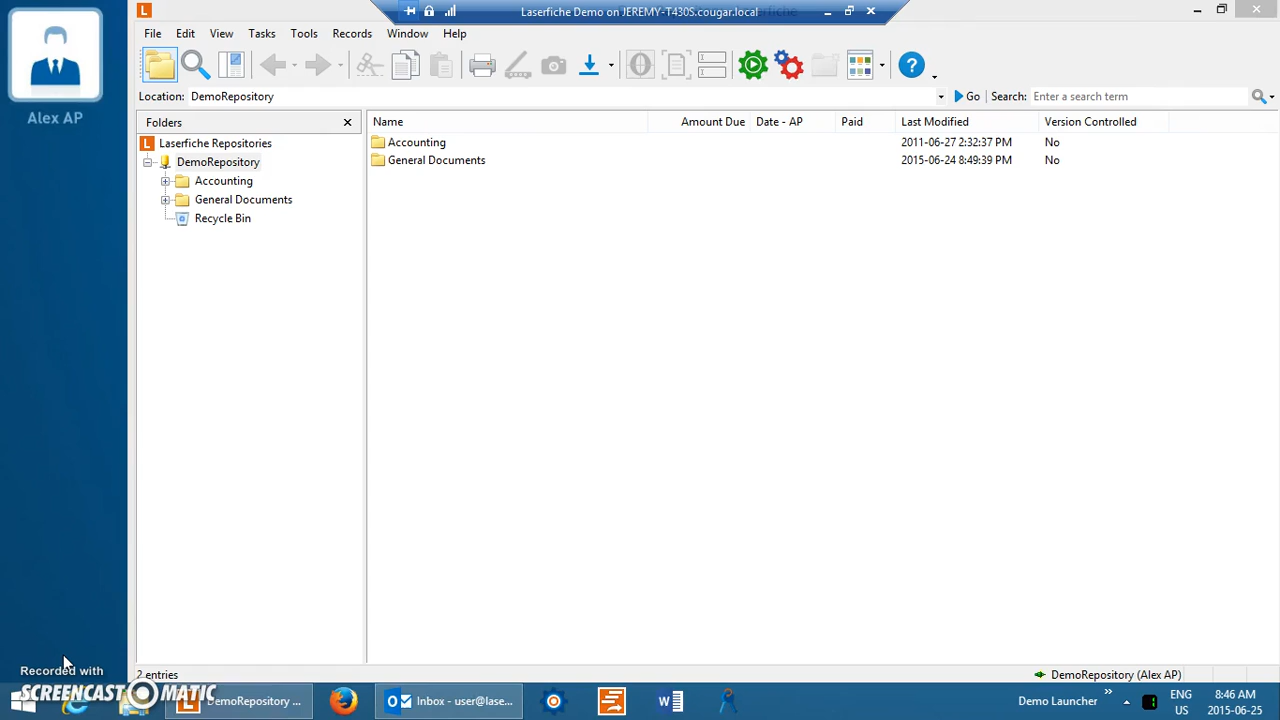 Laserfiche Demo on JEREMY-T430S.cougar.local
Alex AP
File Edit View Tasks Tools Records Window Help
Location: DemoRepository Go Search: Enter a search term
Folders
Name Amount Due Date - AP Paid Last Modified Version Controlled
Laserfiche Repositories
DemoRepository
Accounting
General Documents
Recycle Bin
Accounting 2011-06-27 2:32:37 PM No
General Documents 2015-06-24 8:49:39 PM No
2 entries DemoRepository (Alex AP)
Recorded with
SCREENCAST MATIC
DemoRepository ... Inbox - user@lase... Demo Launcher ENG US 8:46 AM 2015-06-25